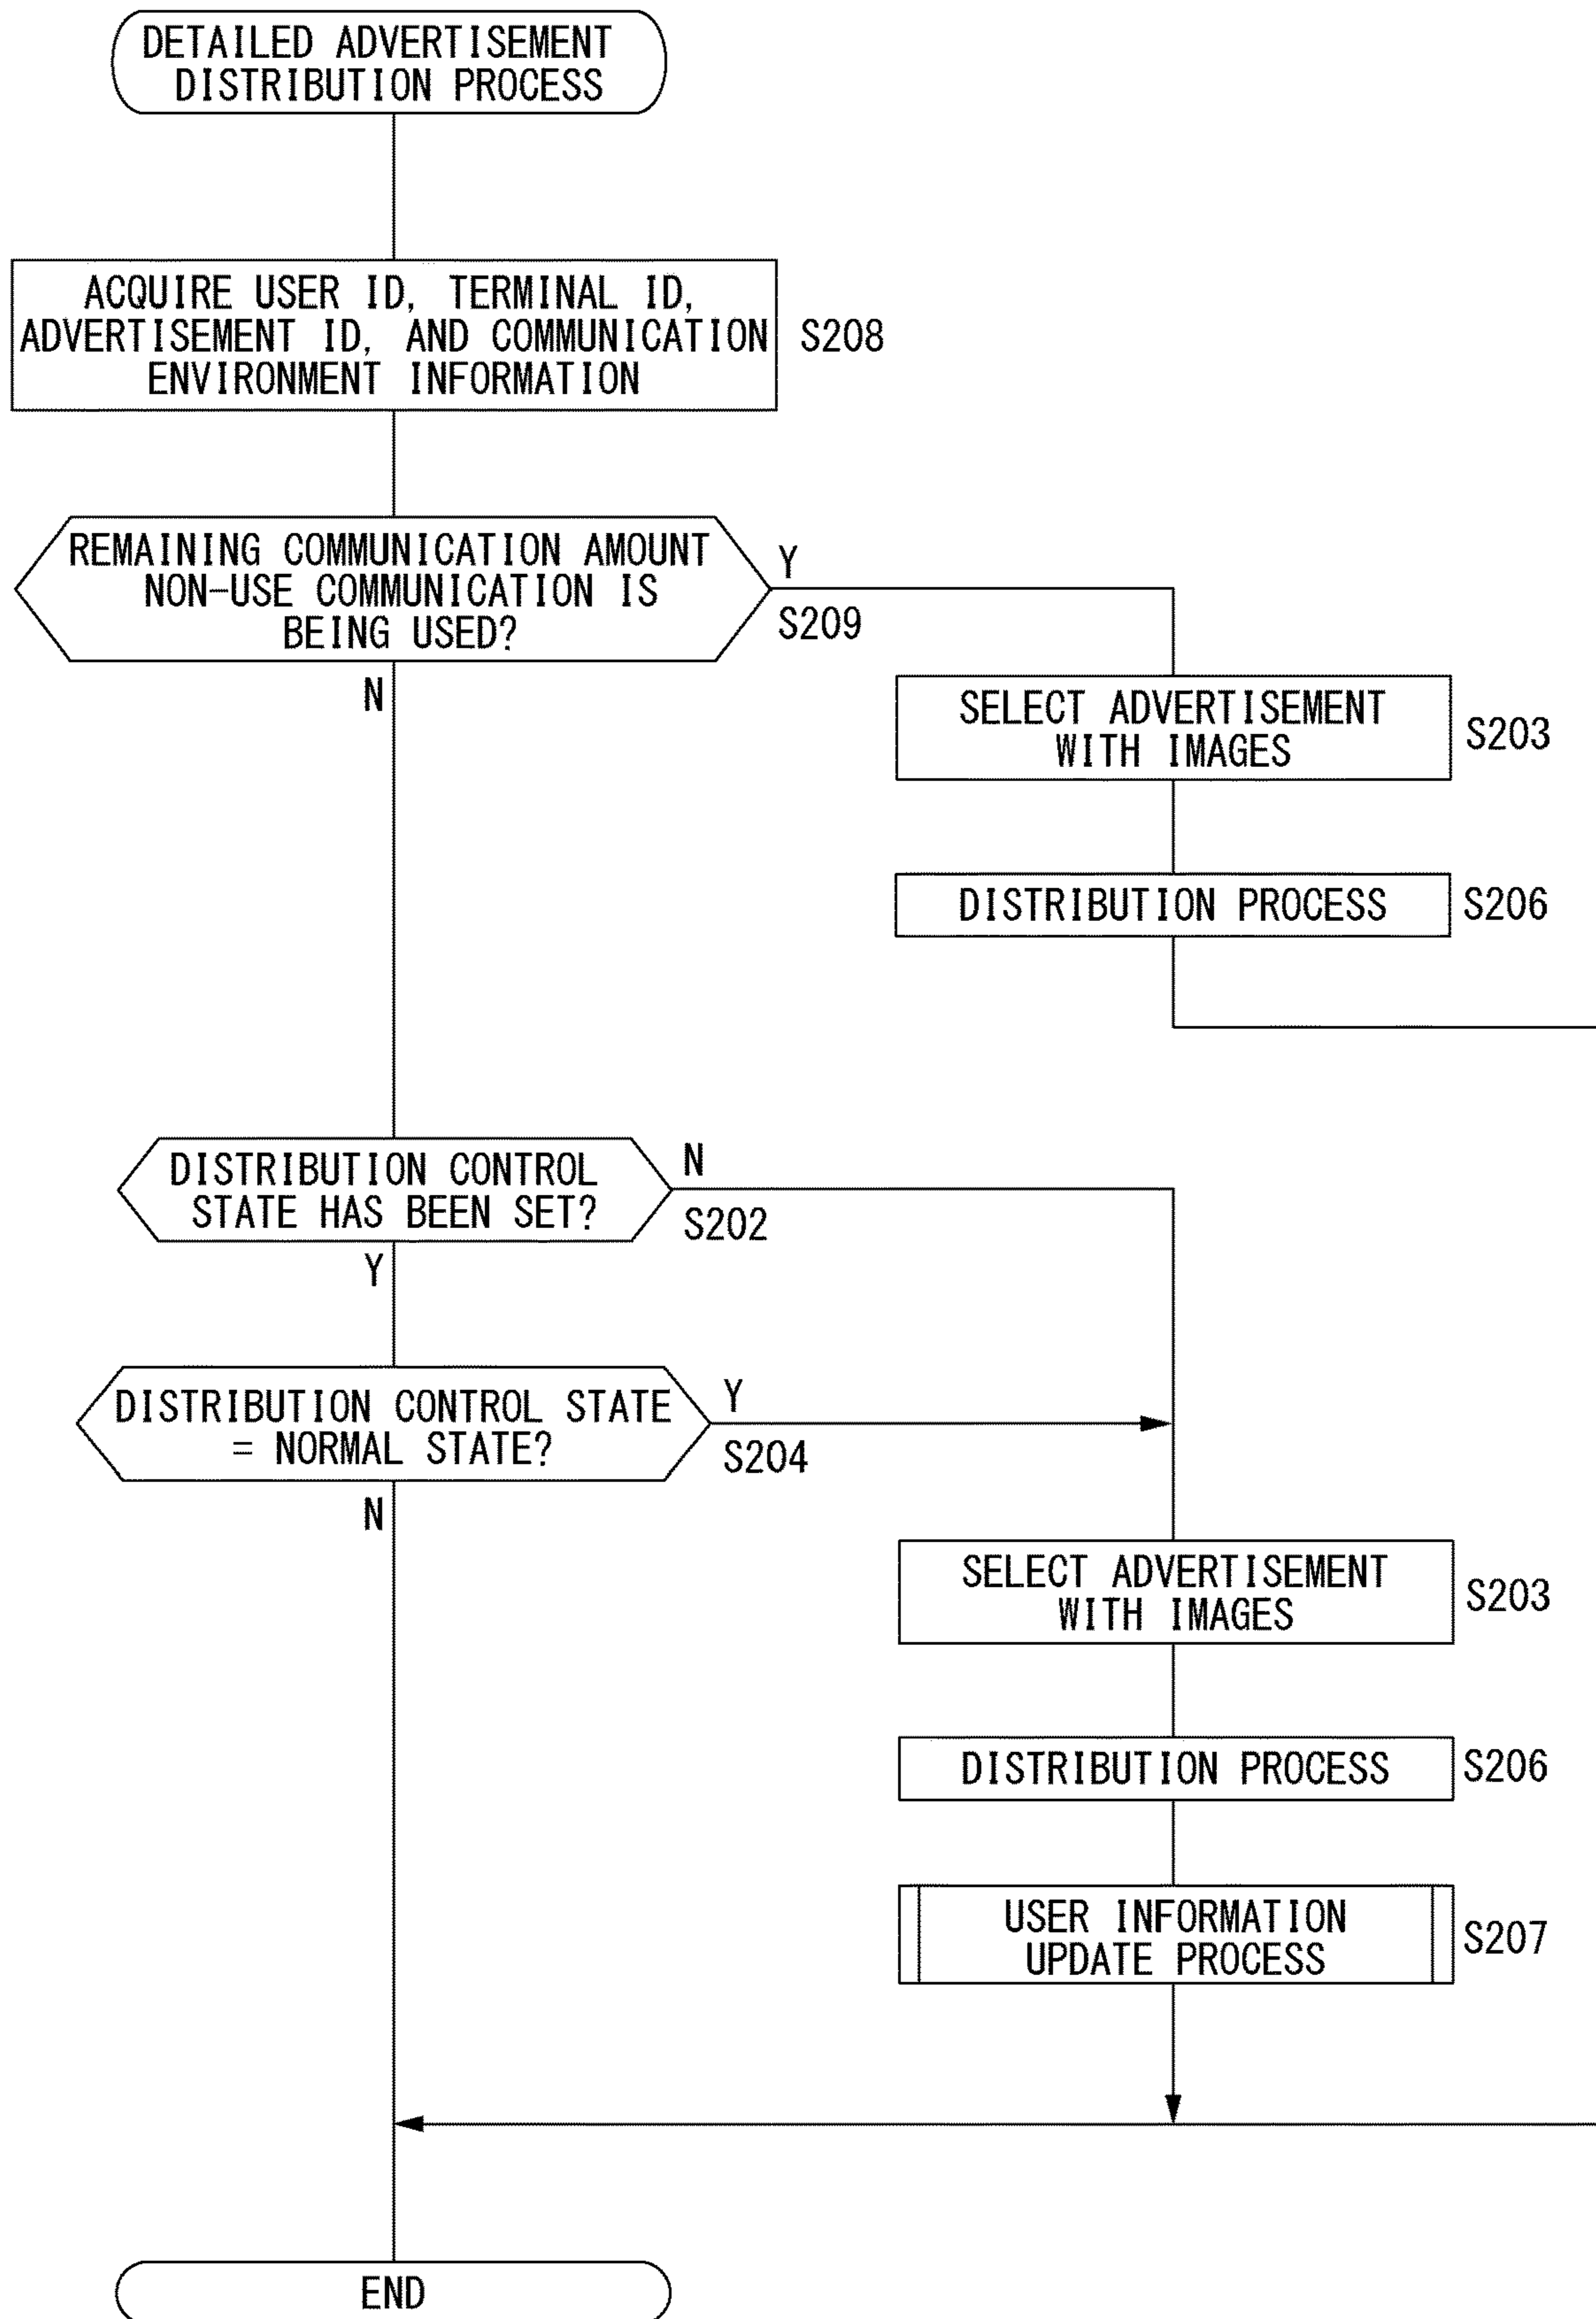 DETAILED ADVERTISEMENT
DISTRIBUTION PROCESS
ACQUIRE USER ID, TERMINAL ID,
ADVERTISEMENT ID, AND COMMUNICATION
ENVIRONMENT INFORMATION
S208
REMAINING COMMUNICATION AMOUNT
NON-USE COMMUNICATION IS
BEING USED?
Y
S209
N
SELECT ADVERTISEMENT
WITH IMAGES
S203
DISTRIBUTION PROCESS
S206
DISTRIBUTION CONTROL
STATE HAS BEEN SET?
N
S202
Y
DISTRIBUTION CONTROL STATE
= NORMAL STATE?
Y
S204
N
SELECT ADVERTISEMENT
WITH IMAGES
S203
DISTRIBUTION PROCESS
S206
USER INFORMATION
UPDATE PROCESS
S207
END